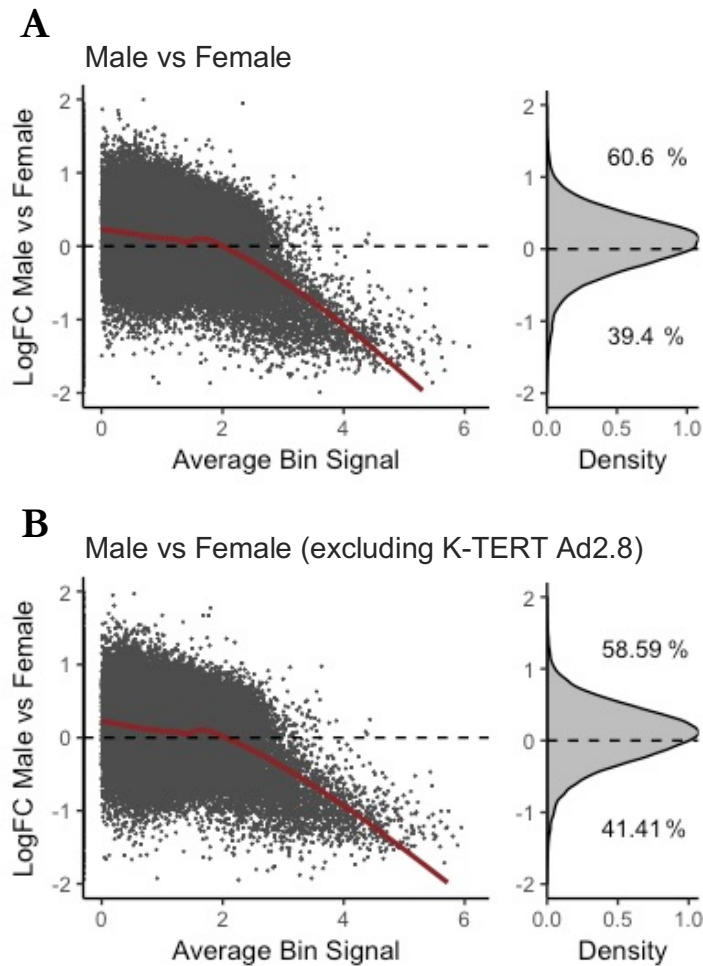 A
Male vs Female
LogFC Male vs Female
2
1
0
-1
-2
0 2 4 6
Average Bin Signal
2
1
0
-1
-2
60.6 %
39.4 %
0.0 0.5 1.0
Density
B
Male vs Female (excluding K-TERT Ad2.8)
LogFC Male vs Female
2
1
0
-1
-2
0 2 4 6
Average Bin Signal
2
1
0
-1
-2
58.59 %
41.41 %
0.0 0.5 1.0
Density